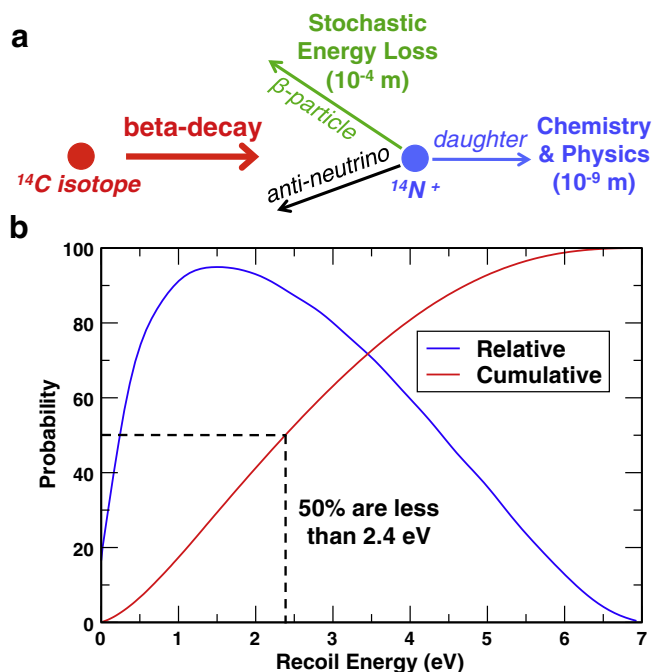 a
Stochastic
Energy Loss
(10⁻⁴ m)
β-particle
beta-decay
daughter
Chemistry
& Physics
(10⁻⁹ m)
anti-neutrino
¹⁴C isotope
¹⁴N⁺
b
100
80
60
40
20
0
Probability
Relative
Cumulative
50% are less
than 2.4 eV
0 1 2 3 4 5 6 7
Recoil Energy (eV)